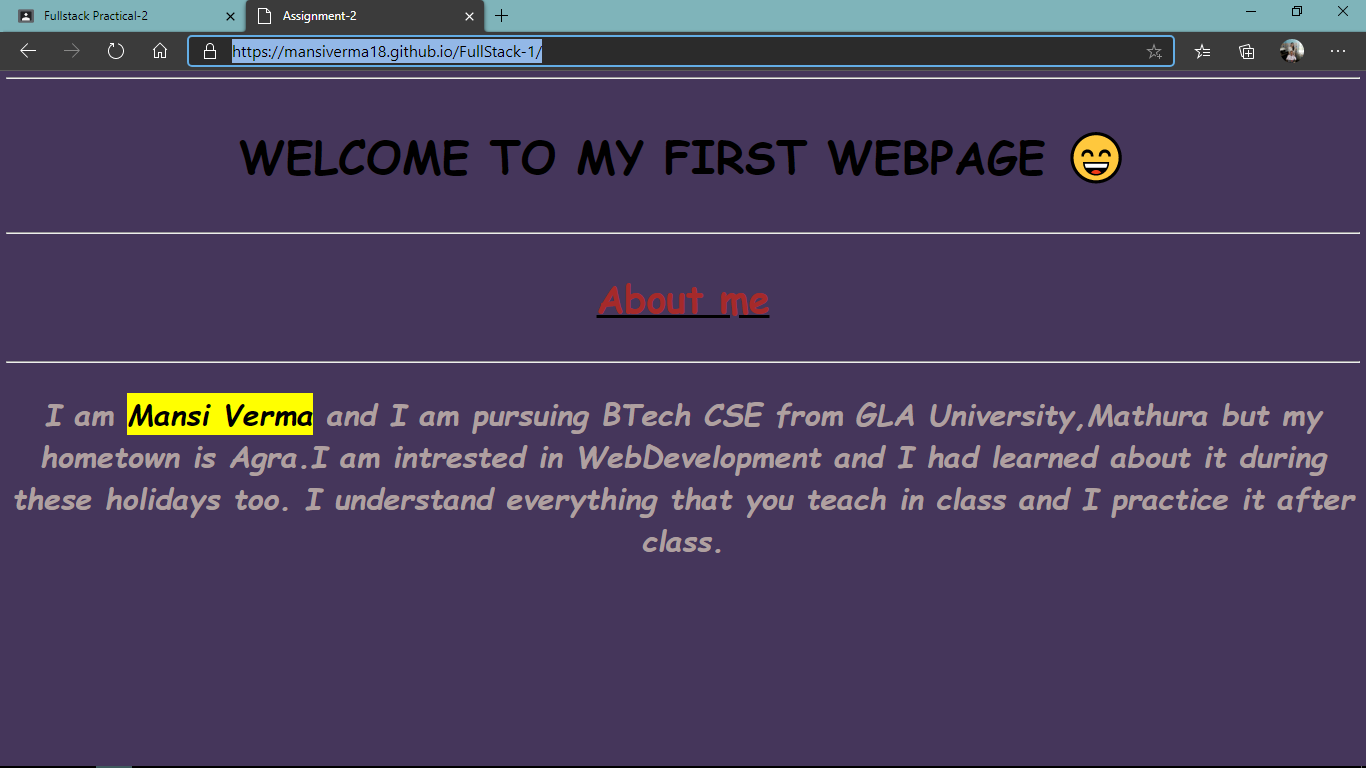 Fullstack Practical-2
Assignment-2
https://mansiverma18.github.io/FullStack-1/
WELCOME TO MY FIRST WEBPAGE 😄
About me
I am Mansi Verma and I am pursuing BTech CSE from GLA University,Mathura but my
hometown is Agra.I am intrested in WebDevelopment and I had learned about it during
these holidays too. I understand everything that you teach in class and I practice it after
class.